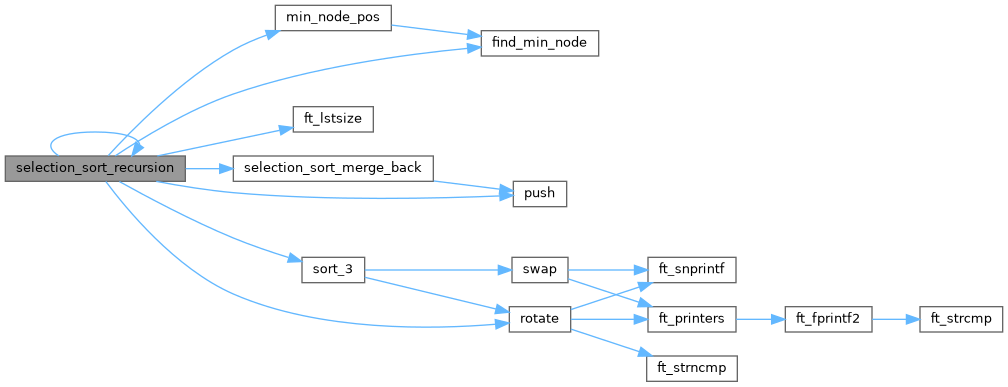 min_node_pos
find_min_node
ft_lstsize
selection_sort_recursion
selection_sort_merge_back
push
sort_3
swap
ft_snprintf
rotate
ft_printers
ft_fprintf2
ft_strcmp
ft_strncmp